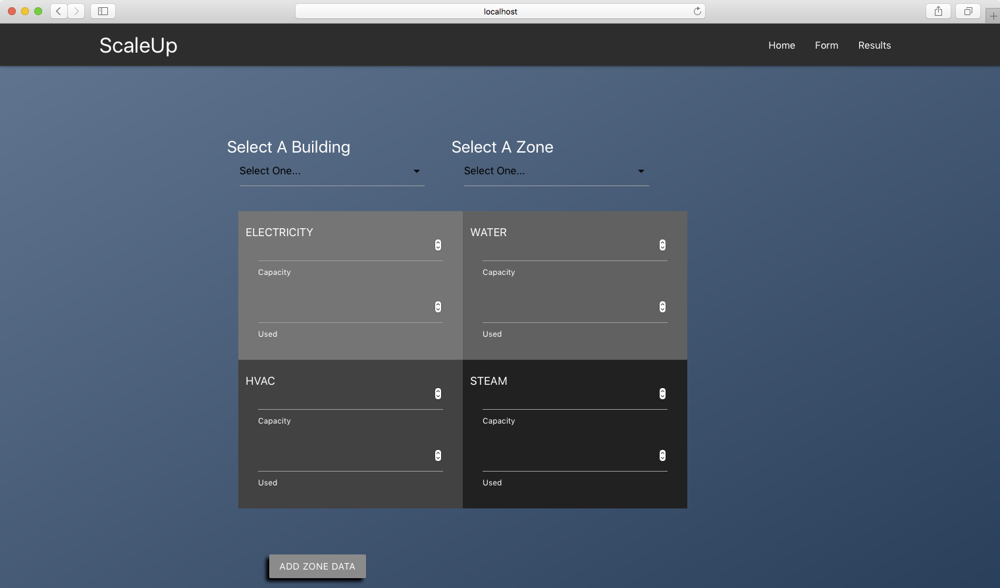 localhost
ScaleUp
Home Form Results
Select A Building Select A Zone
Select One... Select One...
ELECTRICITY WATER
Capacity Capacity
Used Used
HVAC STEAM
Capacity Capacity
Used Used
ADD ZONE DATA